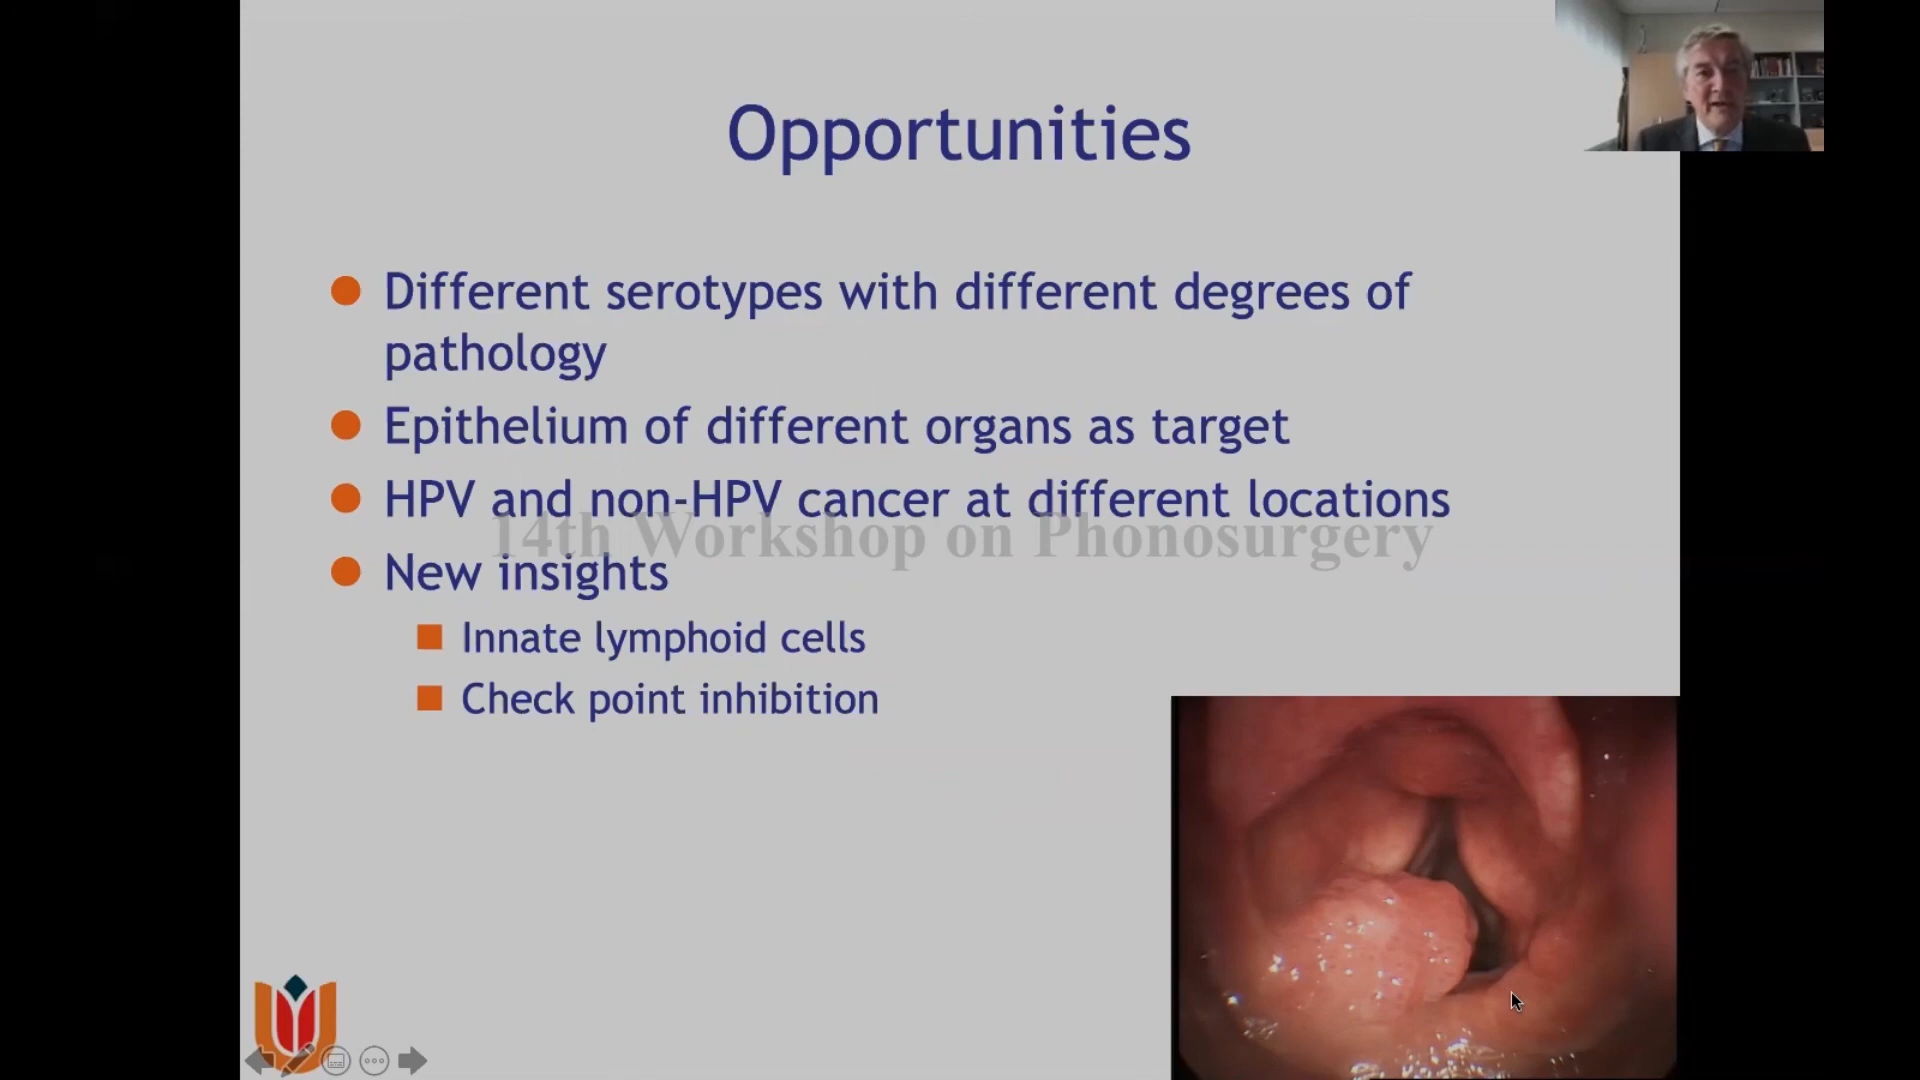 Opportunities
Different serotypes with different degrees of
pathology
Epithelium of different organs as target
HPV and non-HPV cancer at different locations
14th Workshop on Phonosurgery
New insights
Innate lymphoid cells
Check point inhibition